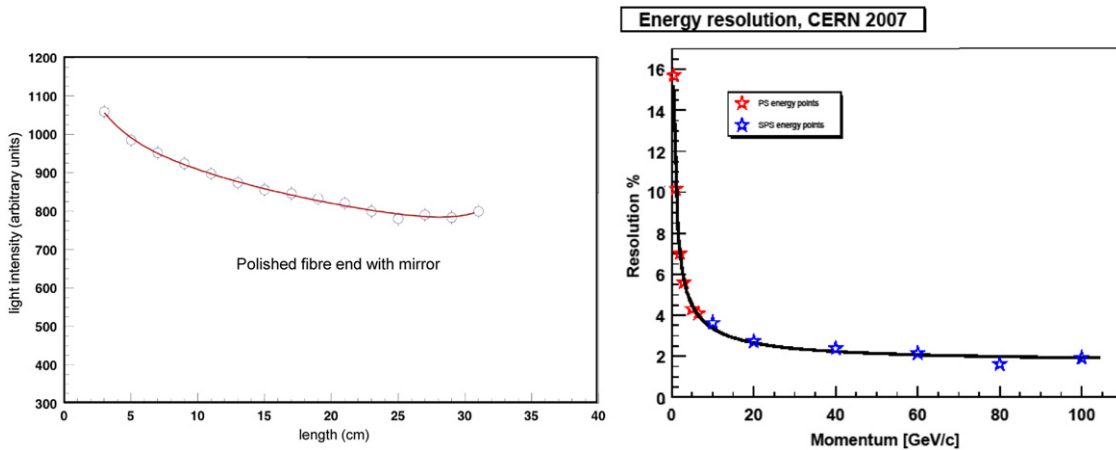 1200
1100
1000
900
800
700
600
500
400
300
light intensity (arbitrary units)
Polished fibre end with mirror
0 5 10 15 20 25 30 35 40
length (cm)
Energy resolution, CERN 2007
16
14
12
10
8
6
4
2
0
Resolution %
PS energy points
SPS energy points
0 20 40 60 80 100
Momentum [GeV/c]